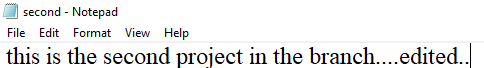 second - Notepad
File Edit Format View Help
this is the second project in the branch....edited..